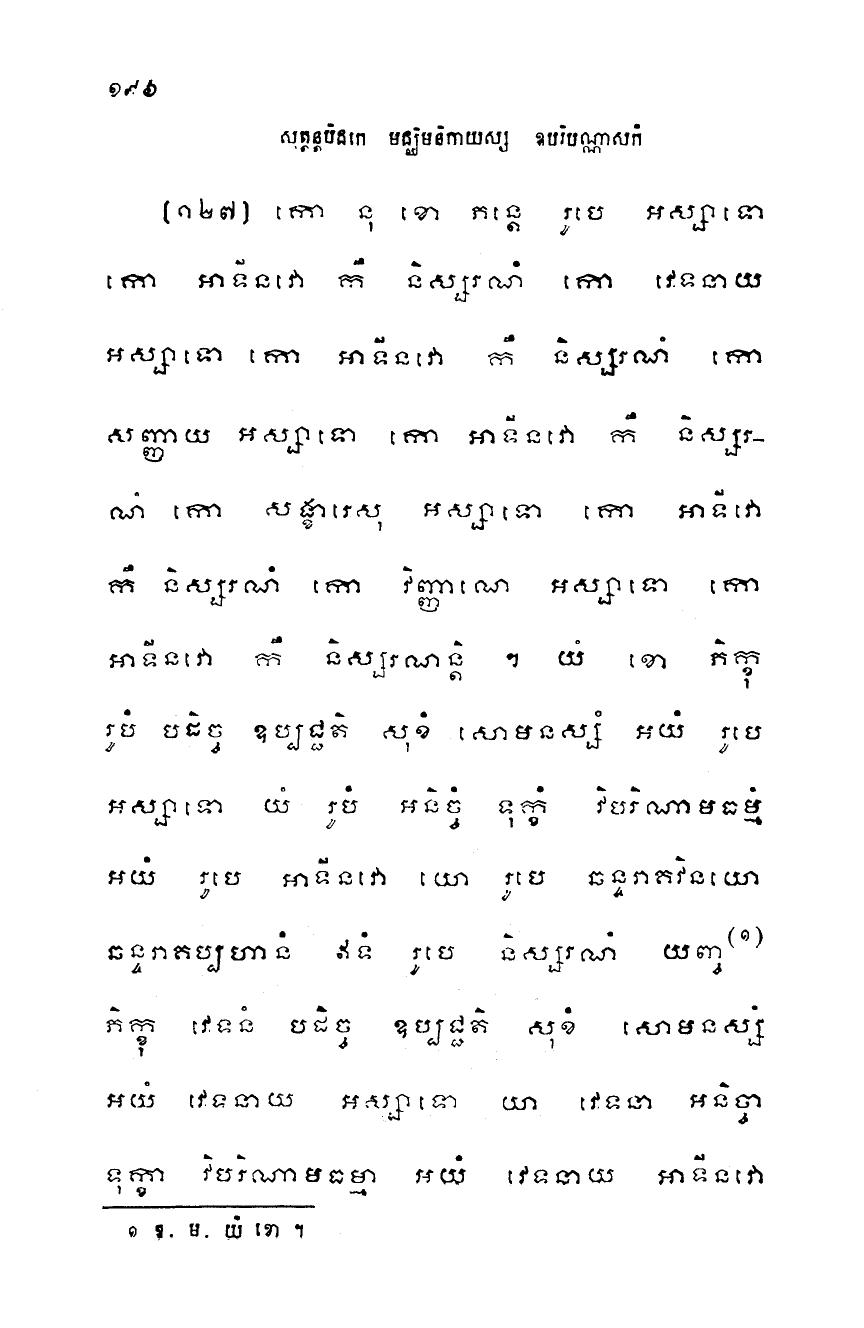 ១៩៦
សុត្តន្តបិដកេ មជ្ឈិមនិកាយស្ស ឧបរិបណ្ណាសកំ
[១២៧] កោ នុ ខោ ភន្តេ រូបេ អស្សាទោ
កោ អាទីនវោ កឹ និស្សរណំ កោ វេទនាយ
អស្សាទោ កោ អាទីនវោ កឹ និស្សរណំ កោ
សញ្ញាយ អស្សាទោ កោ អាទីនវោ កឹ និស្សរ-
ណំ កោ សង្ខារេសុ អស្សាទោ កោ អាទីវោ
កឹ និស្សរណំ កោ វិញ្ញាណេ អស្សាទោ កោ
អាទីនវោ កឹ និស្សរណន្តិ ។ យំ ខោ ភិក្ខុ
រូបំ បដិច្ច ឧប្បជ្ជតិ សុខំ សោមនស្សំ អយំ រូបេ
អស្សាទោ យំ រូបំ អនិច្ចំ ទុក្ខំ វិបរិណាមធម្មំ
អយំ រូបេ អាទីនវោ យោ រូបេ ឆន្ទរាគវិនយោ
ឆន្ទរាគប្បហានំ ឥទំ រូបេ និស្សរណំ យញ្ច(១)
ភិក្ខុ វេទនំ បដិច្ច ឧប្បជ្ជតិ សុខំ សោមនស្សំ
អយំ វេទនាយ អស្សាទោ យា វេទនា អនិច្ចា
ទុក្ខា វិបរិណាមធម្មា អយំ វេទនាយ អាទីនវោ
១ ឱ. ម. យំ ខោ ។